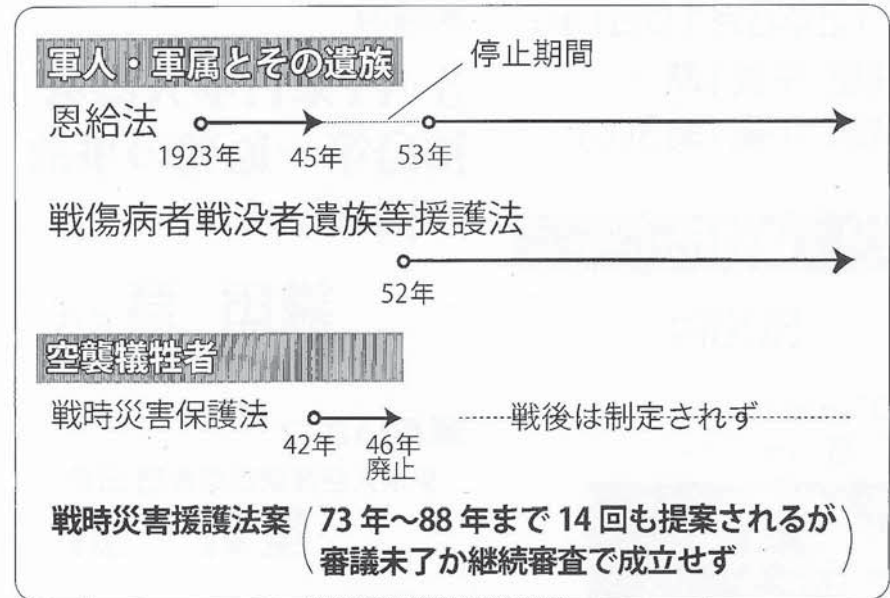 軍人・軍属とその遺族
停止期間
恩給法
1923年 45年 53年
戦傷病者戦没者遺族等援護法
52年
空襲犠牲者
戦時災害保護法
42年 46年
廃止
戦後は制定されず
戦時災害援護法案
73年～88年まで14回も提案されるが
審議未了か継続審査で成立せず